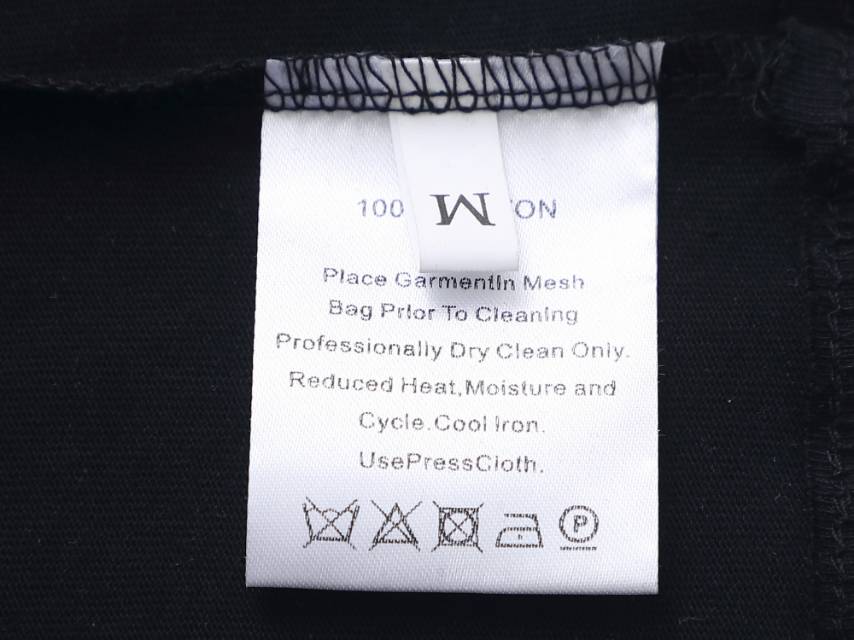 100 M ON
Place GarmentIn Mesh
Bag Prior To Cleaning
Professionally Dry Clean Only.
Reduced Heat,Moisture and
Cycle.Cool Iron.
UsePressCloth.
P